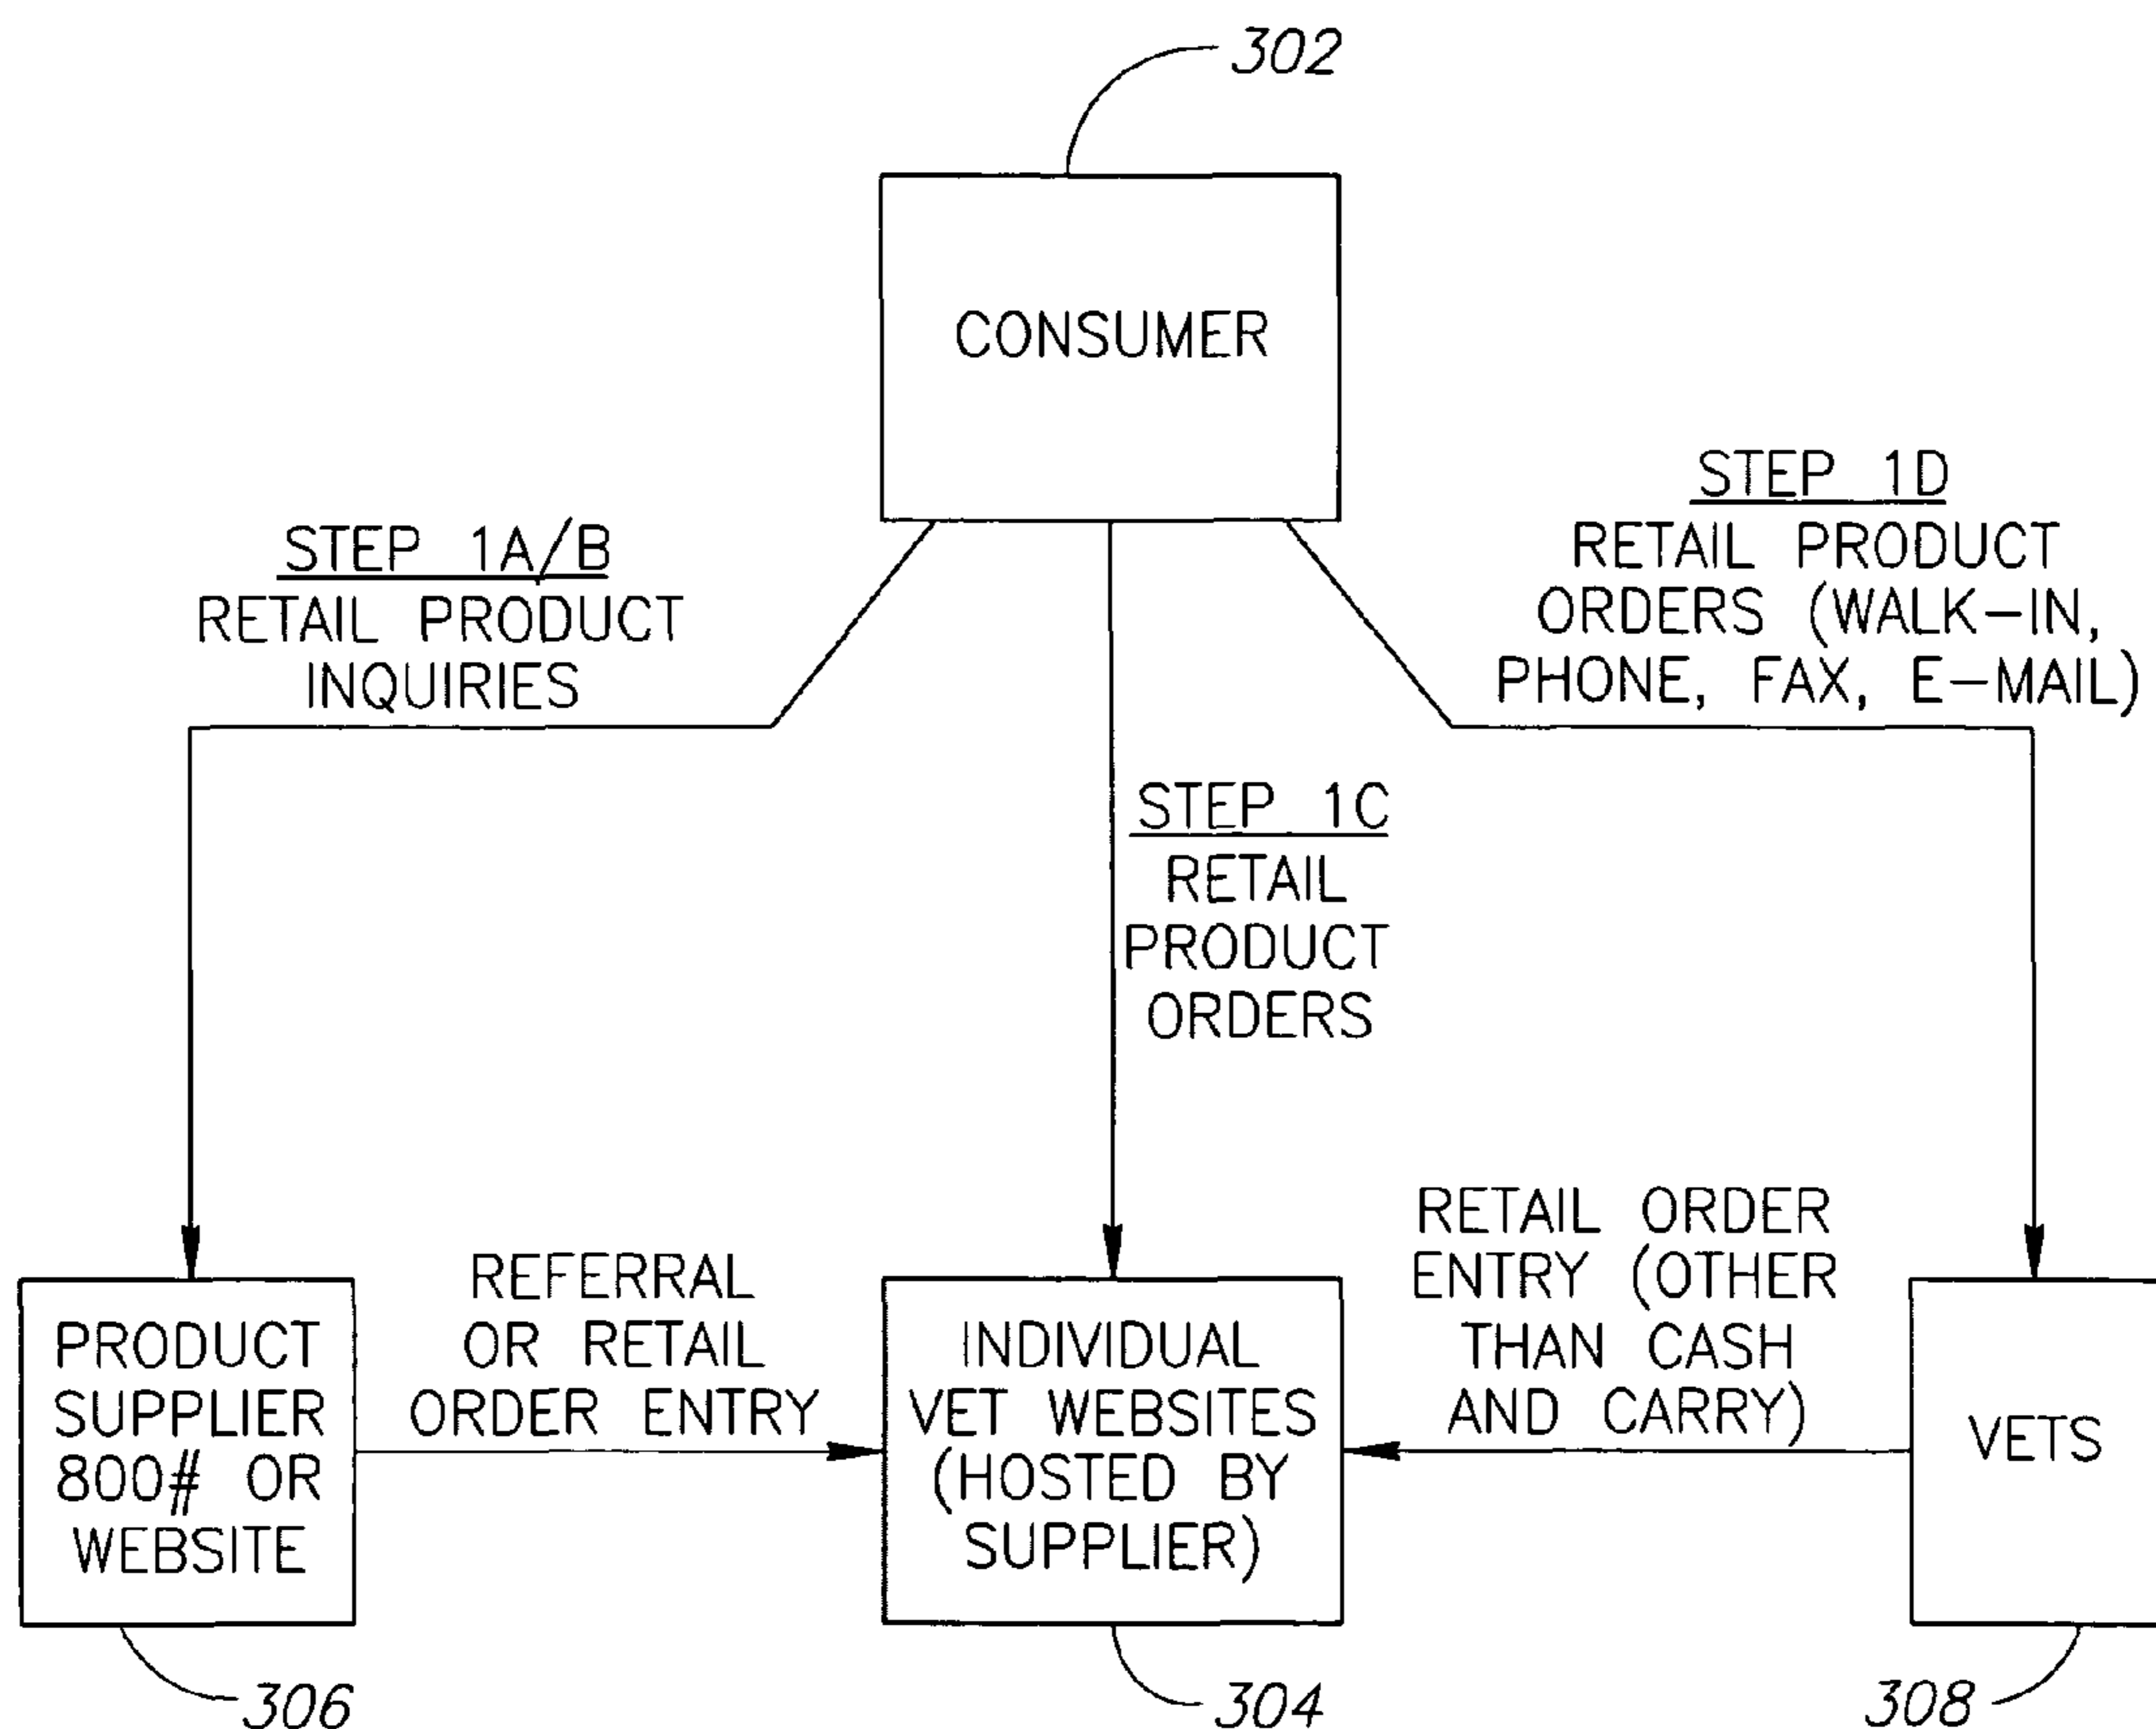 302
CONSUMER
STEP 1A/B
RETAIL PRODUCT
INQUIRIES
STEP 1D
RETAIL PRODUCT
ORDERS (WALK-IN,
PHONE, FAX, E-MAIL)
STEP 1C
RETAIL
PRODUCT
ORDERS
REFERRAL
OR RETAIL
ORDER ENTRY
RETAIL ORDER
ENTRY (OTHER
THAN CASH
AND CARRY)
PRODUCT
SUPPLIER
800# OR
WEBSITE
INDIVIDUAL
VET WEBSITES
(HOSTED BY
SUPPLIER)
VETS
306
304
308